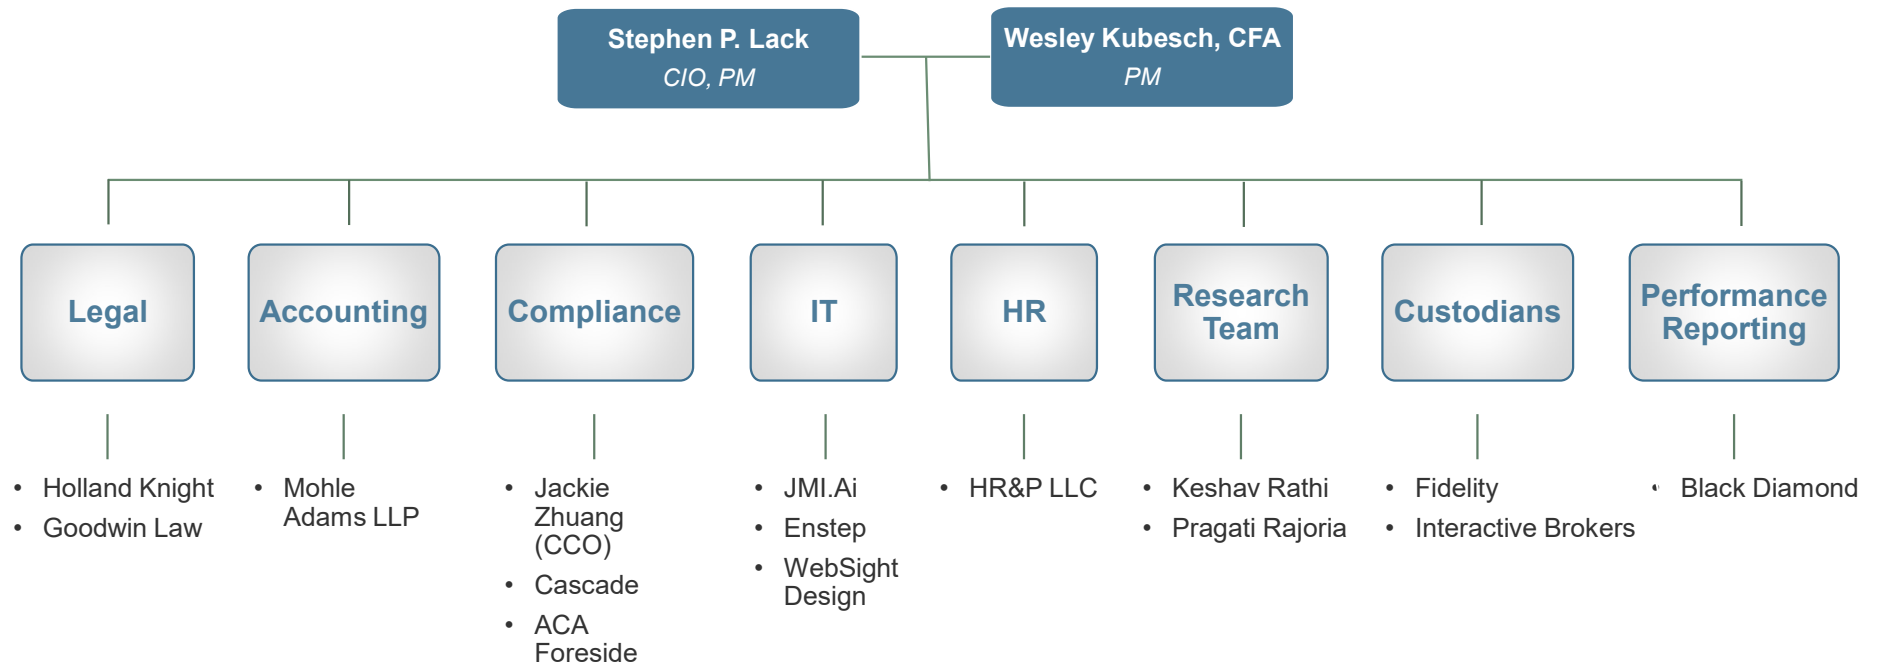 Stephen P. Lack
CIO, PM
Wesley Kubesch, CFA
PM
Legal
Accounting
Compliance
IT
HR
Research
Team
Custodians
Performance
Reporting
• Holland Knight
• Goodwin Law
• Mohle
Adams LLP
• Jackie
Zhuang
(CCO)
• Cascade
• ACA
Foreside
• JMI.Ai
• Enstep
• WebSight
Design
• HR&P LLC
• Keshav Rathi
• Pragati Rajoria
• Fidelity
• Interactive Brokers
• Black Diamond